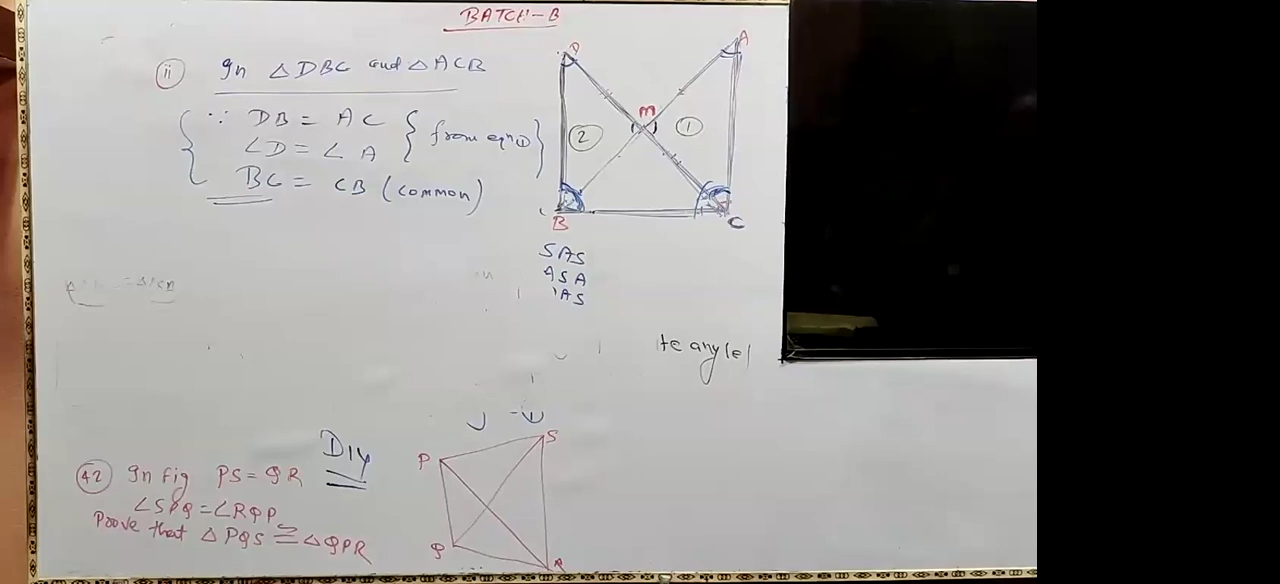 BATCH-B
(ii) In △DBC and △ACB
∵ DB = AC
∠D = ∠A
{ from eqn ① }
BC = CB (common)
D
A
M
2
1
B
C
SAS
ASA
AS
te angle
DIY
42 In fig PS = QR
∠SPQ = ∠RQP
Prove that △PQS ≅ △QPR
P
S
Q
R